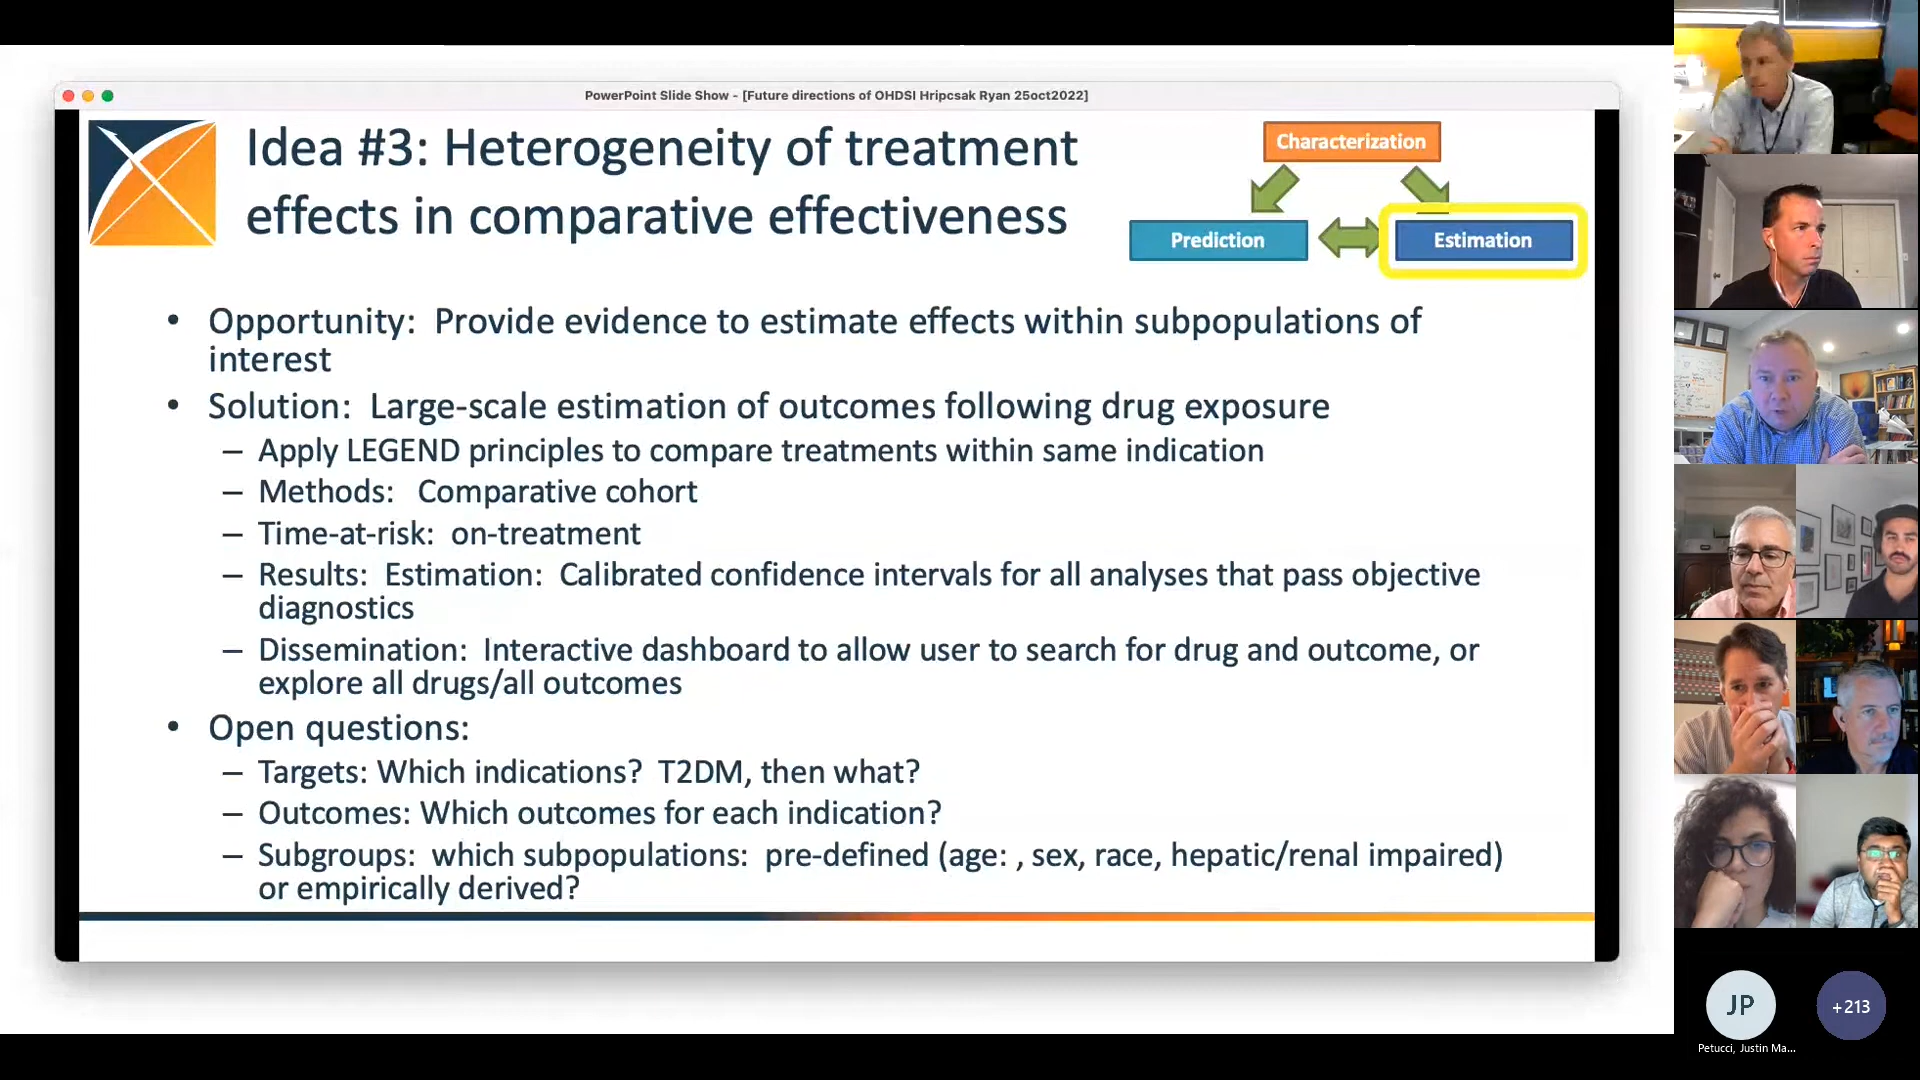 PowerPoint Slide Show - [Future directions of OHDSI Hripcsak Ryan 25oct2022]
Idea #3: Heterogeneity of treatment
effects in comparative effectiveness
Characterization
Prediction
Estimation
• Opportunity: Provide evidence to estimate effects within subpopulations of
interest
• Solution: Large-scale estimation of outcomes following drug exposure
– Apply LEGEND principles to compare treatments within same indication
– Methods: Comparative cohort
– Time-at-risk: on-treatment
– Results: Estimation: Calibrated confidence intervals for all analyses that pass objective
diagnostics
– Dissemination: Interactive dashboard to allow user to search for drug and outcome, or
explore all drugs/all outcomes
• Open questions:
– Targets: Which indications? T2DM, then what?
– Outcomes: Which outcomes for each indication?
– Subgroups: which subpopulations: pre-defined (age: , sex, race, hepatic/renal impaired)
or empirically derived?
JP
+213
Petucci, Justin Ma...